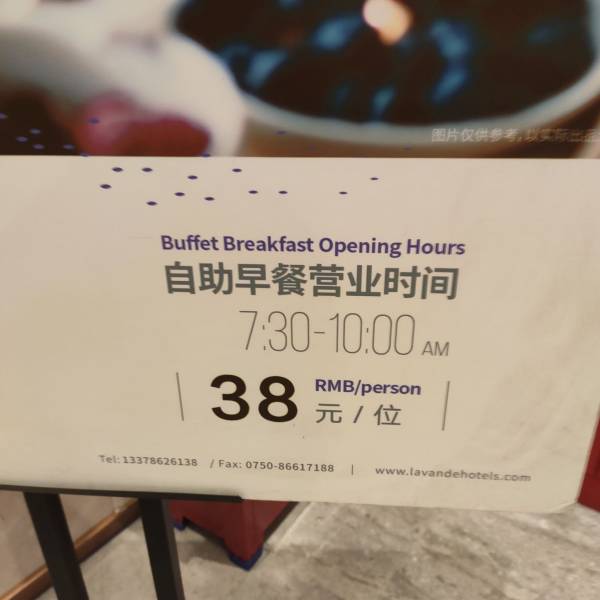 图片仅供参考, 以实际出品
Buffet Breakfast Opening Hours
自助早餐营业时间
7:30-10:00 AM
38 RMB/person
元 / 位
Tel: 13378626138 / Fax: 0750-86617188 | www.lavandehotels.com